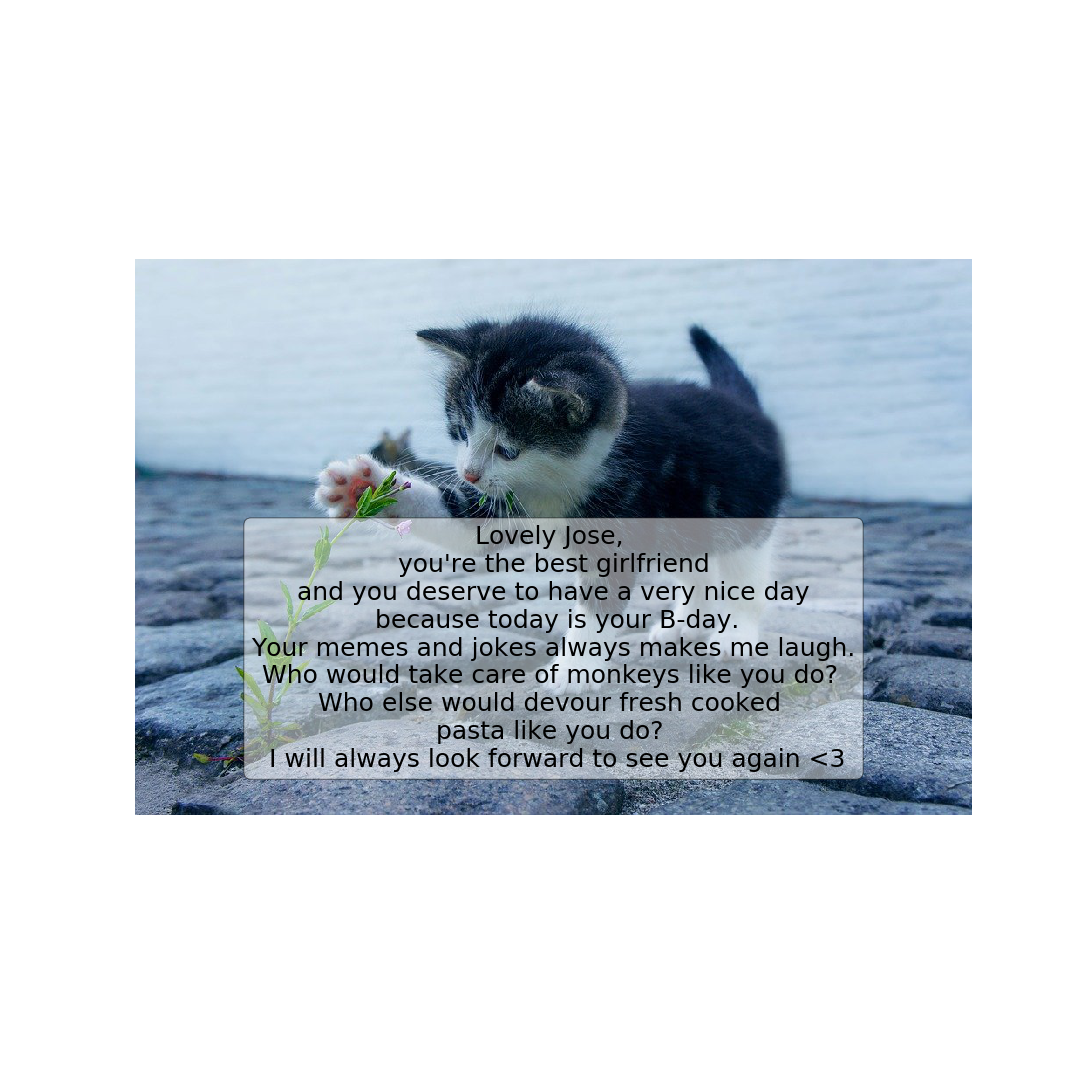 Lovely Jose,
you're the best girlfriend
and you deserve to have a very nice day
because today is your B-day.
Your memes and jokes always makes me laugh.
Who would take care of monkeys like you do?
Who else would devour fresh cooked
pasta like you do?
I will always look forward to see you again <3